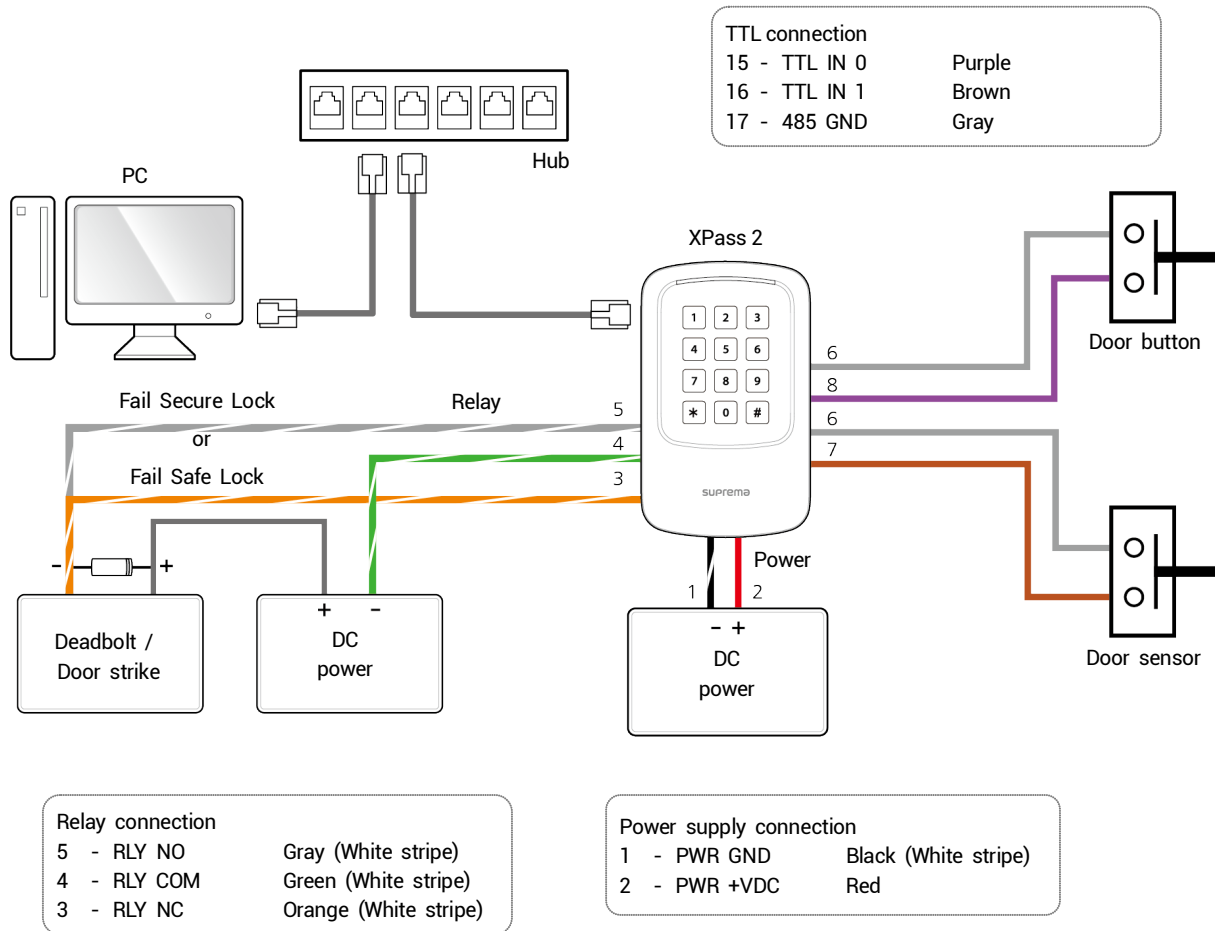 TTL connection
15 - TTL IN 0 Purple
16 - TTL IN 1 Brown
17 - 485 GND Gray
Hub
PC
XPass 2
1 2 3
4 5 6
7 8 9
* 0 #
suprema
Door button
6
8
6
7
Door sensor
Fail Secure Lock
Relay
5
or
4
Fail Safe Lock
3
- +
+ -
Deadbolt /
Door strike
DC
power
Power
1 2
- +
DC
power
Relay connection
5 - RLY NO Gray (White stripe)
4 - RLY COM Green (White stripe)
3 - RLY NC Orange (White stripe)
Power supply connection
1 - PWR GND Black (White stripe)
2 - PWR +VDC Red